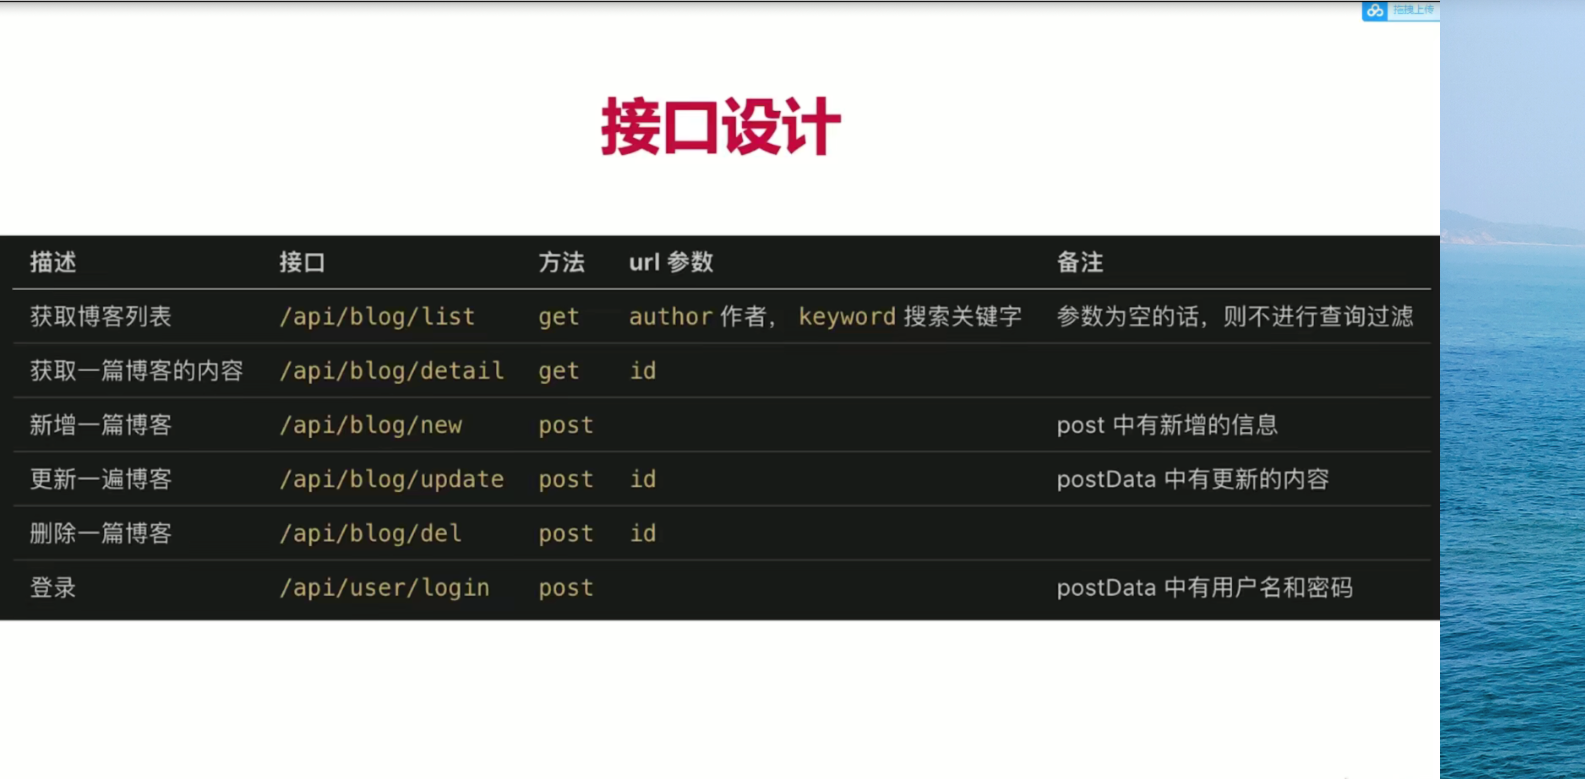 拖拽上传
接口设计
描述 接口 方法 url 参数 备注
获取博客列表 /api/blog/list get author 作者， keyword 搜索关键字 参数为空的话，则不进行查询过滤
获取一篇博客的内容 /api/blog/detail get id
新增一篇博客 /api/blog/new post post 中有新增的信息
更新一遍博客 /api/blog/update post id postData 中有更新的内容
删除一篇博客 /api/blog/del post id
登录 /api/user/login post postData 中有用户名和密码